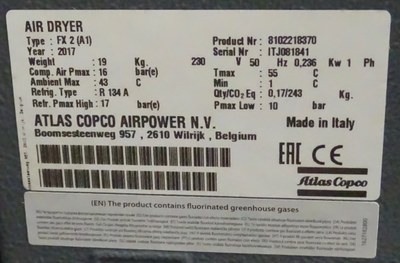 AIR DRYER
Type : FX 2 (A1) Product Nr : 8102218370
Year : 2017 Serial Nr : ITJ081841
Weight : 19 Kg. 230 V 50 Hz 0,236 Kw 1 Ph
Comp. Air Pmax : 16 bar(e) Tmax : 55 C
Ambient Max : 43 C Min : 1 C
Refrig. Type : R 134 A Qty/CO2 Eq : 0,17/243 Kg.
Refr. Pmax High : 17 bar(e) Pmax Low : 10 bar
ATLAS COPCO AIRPOWER N.V. Made in Italy
Boomsesteenweg 957 , 2610 Wilrijk , Belgium
EAC CE
Atlas Copco
(EN) The product contains fluorinated greenhouse gases